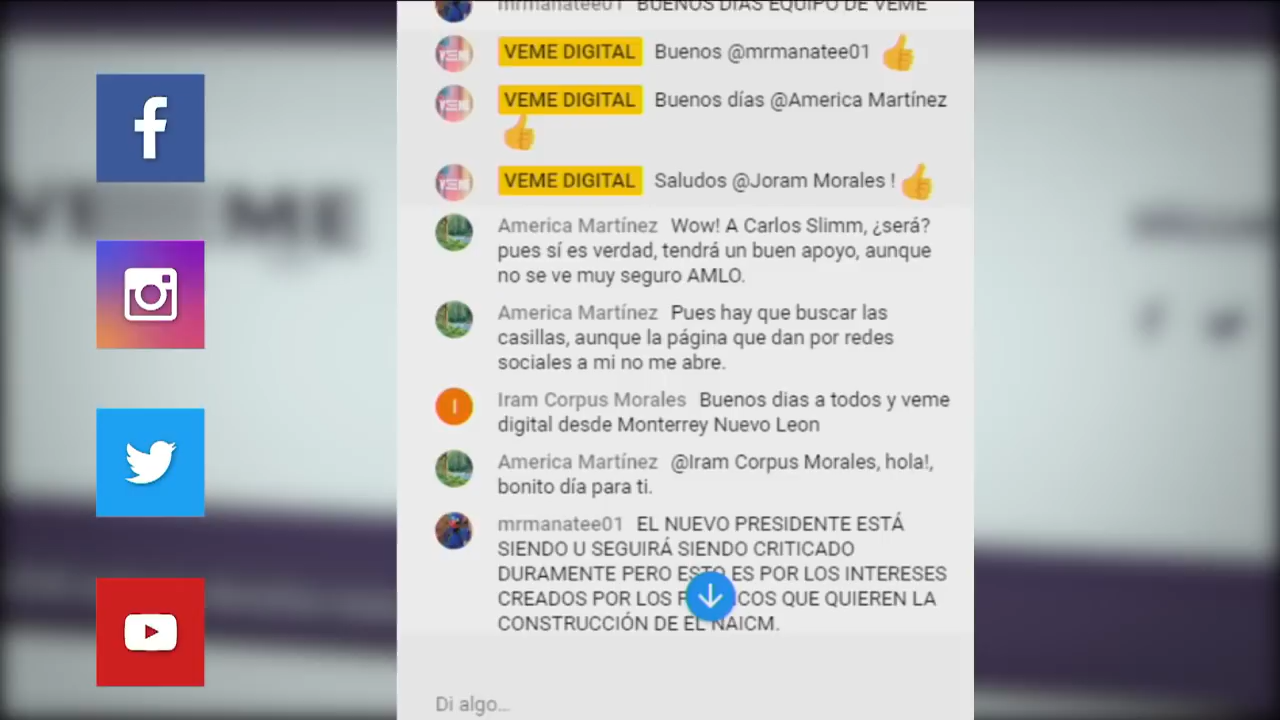 mrmanatee01 BUENOS DÍAS EQUIPO DE VEME
VEME DIGITAL Buenos @mrmanatee01
VEME DIGITAL Buenos días @America Martínez
VEME DIGITAL Saludos @Joram Morales !
America Martínez Wow! A Carlos Slimm, ¿será?
pues sí es verdad, tendrá un buen apoyo, aunque
no se ve muy seguro AMLO.
America Martínez Pues hay que buscar las
casillas, aunque la página que dan por redes
sociales a mi no me abre.
Iram Corpus Morales Buenos dias a todos y veme
digital desde Monterrey Nuevo Leon
America Martínez @Iram Corpus Morales, hola!,
bonito día para ti.
mrmanatee01 EL NUEVO PRESIDENTE ESTÁ
SIENDO U SEGUIRÁ SIENDO CRITICADO
DURAMENTE PERO ESTO ES POR LOS INTERESES
CREADOS POR LOS QUE QUIEREN LA
CONSTRUCCIÓN DE EL NAICM.
Di algo...